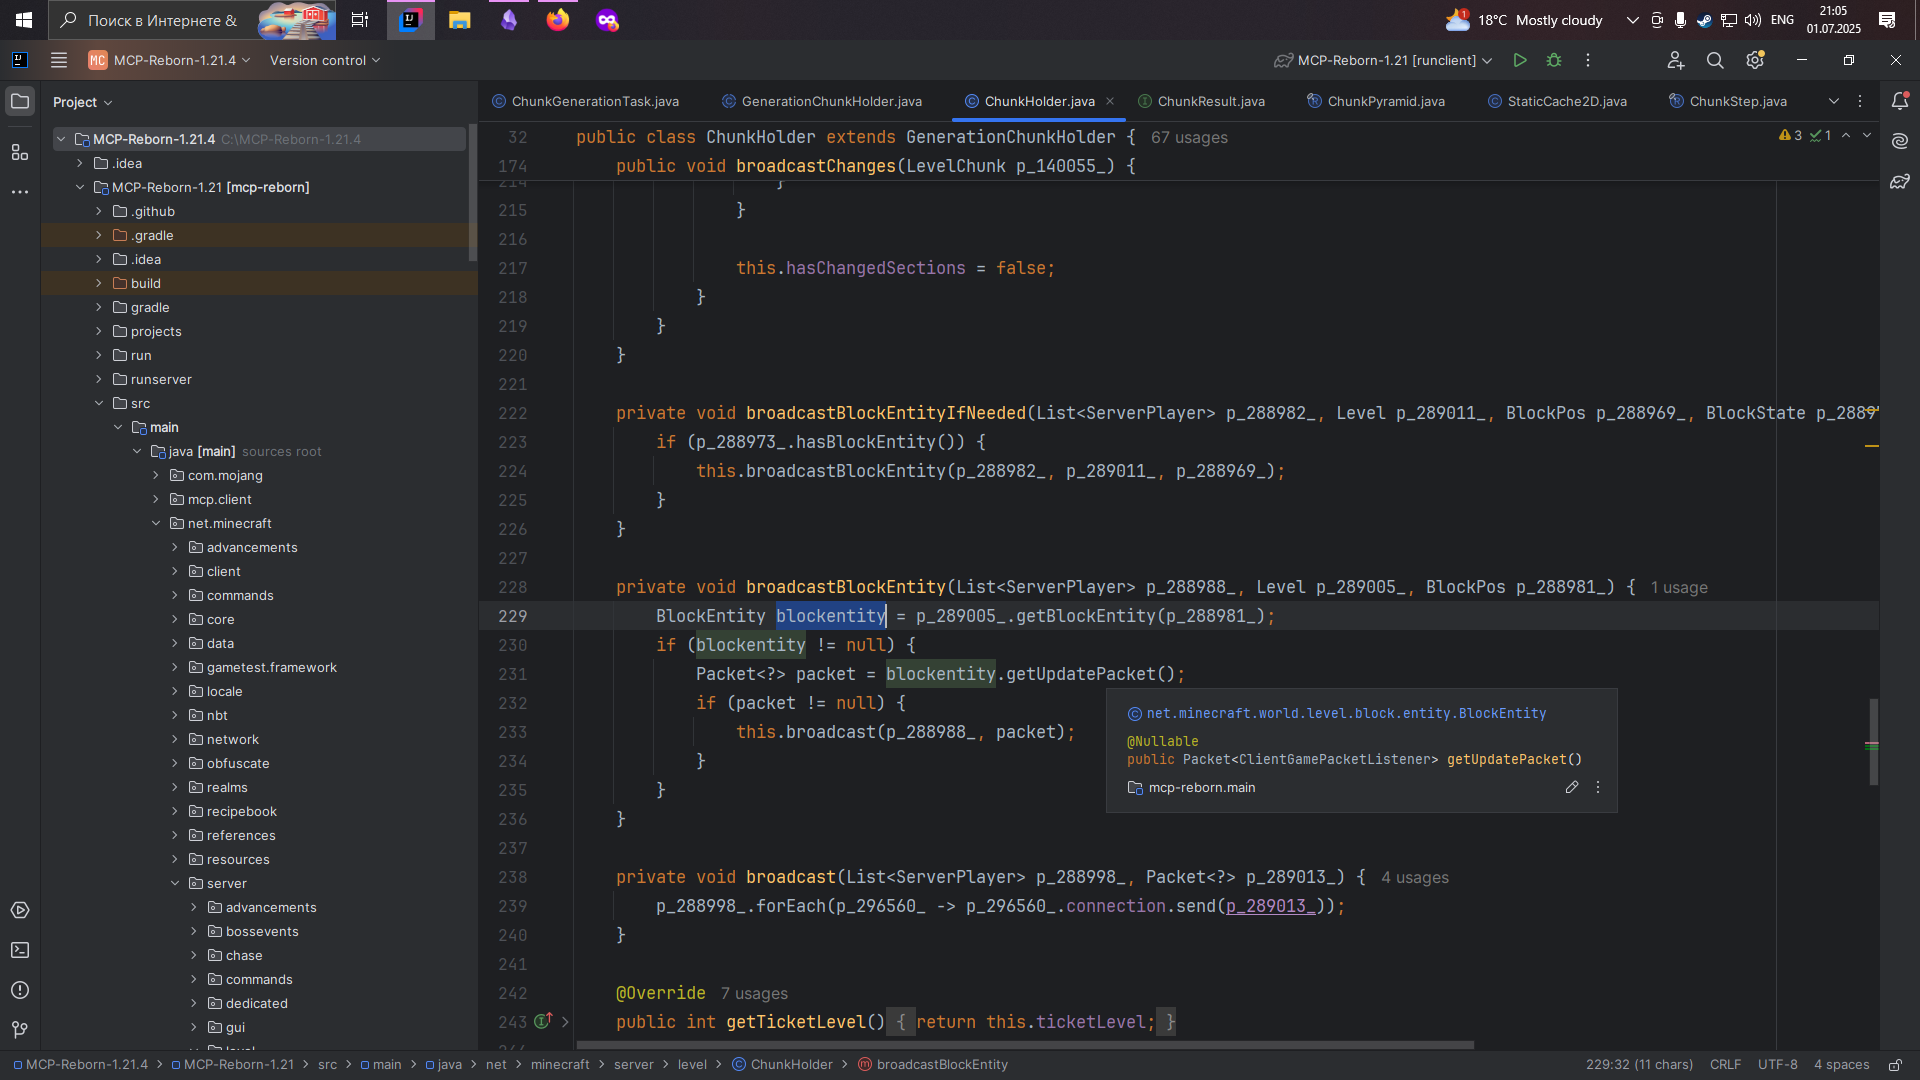 Поиск в Интернете &
1
18°C Mostly cloudy
ENG
21:05
01.07.2025
MC MCP-Reborn-1.21.4
Version control
MCP-Reborn-1.21 [runclient]
Project
ChunkGenerationTask.java
GenerationChunkHolder.java
ChunkHolder.java
ChunkResult.java
ChunkPyramid.java
StaticCache2D.java
ChunkStep.java
MCP-Reborn-1.21.4 C:\MCP-Reborn-1.21.4
.idea
MCP-Reborn-1.21 [mcp-reborn]
.github
.gradle
.idea
build
gradle
projects
run
runserver
src
main
java [main] sources root
com.mojang
mcp.client
net.minecraft
advancements
client
commands
core
data
gametest.framework
locale
nbt
network
obfuscate
realms
recipebook
references
resources
server
advancements
bossevents
chase
commands
dedicated
gui
level
32 public class ChunkHolder extends GenerationChunkHolder { 67 usages
3 1
174 public void broadcastChanges(LevelChunk p_140055_) {
214 }
215 }
216
217 this.hasChangedSections = false;
218 }
219 }
220 }
221
222 private void broadcastBlockEntityIfNeeded(List<ServerPlayer> p_288982_, Level p_289011_, BlockPos p_288969_, BlockState p_2889
223 if (p_288973_.hasBlockEntity()) {
224 this.broadcastBlockEntity(p_288982_, p_289011_, p_288969_);
225 }
226 }
227
228 private void broadcastBlockEntity(List<ServerPlayer> p_288988_, Level p_289005_, BlockPos p_288981_) { 1 usage
229 BlockEntity blockentity = p_289005_.getBlockEntity(p_288981_);
230 if (blockentity != null) {
231 Packet<?> packet = blockentity.getUpdatePacket();
232 if (packet != null) {
233 this.broadcast(p_288988_, packet);
234 }
235 }
236 }
237
238 private void broadcast(List<ServerPlayer> p_288998_, Packet<?> p_289013_) { 4 usages
239 p_288998_.forEach(p_296560_ -> p_296560_.connection.send(p_289013_));
240 }
241
242 @Override 7 usages
243 public int getTicketLevel() { return this.ticketLevel; }
net.minecraft.world.level.block.entity.BlockEntity
@Nullable
public Packet<ClientGamePacketListener> getUpdatePacket()
mcp-reborn.main
MCP-Reborn-1.21.4 > MCP-Reborn-1.21 > src > main > java > net > minecraft > server > level > ChunkHolder > broadcastBlockEntity
229:32 (11 chars) CRLF UTF-8 4 spaces